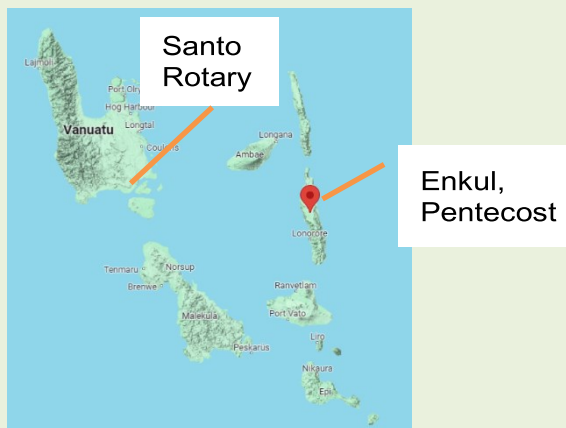 Santo
Rotary
Lajmoli
Port Olry
Hog Harbour
Longtal
Vanuatu
Longana
Ambae
Enkul,
Pentecost
Lonorore
Tenmaru
Norsup
Brenwe
Ranvetlam
Port Vato
Malekula
Liro
Peskarus
Nikaura
Epi